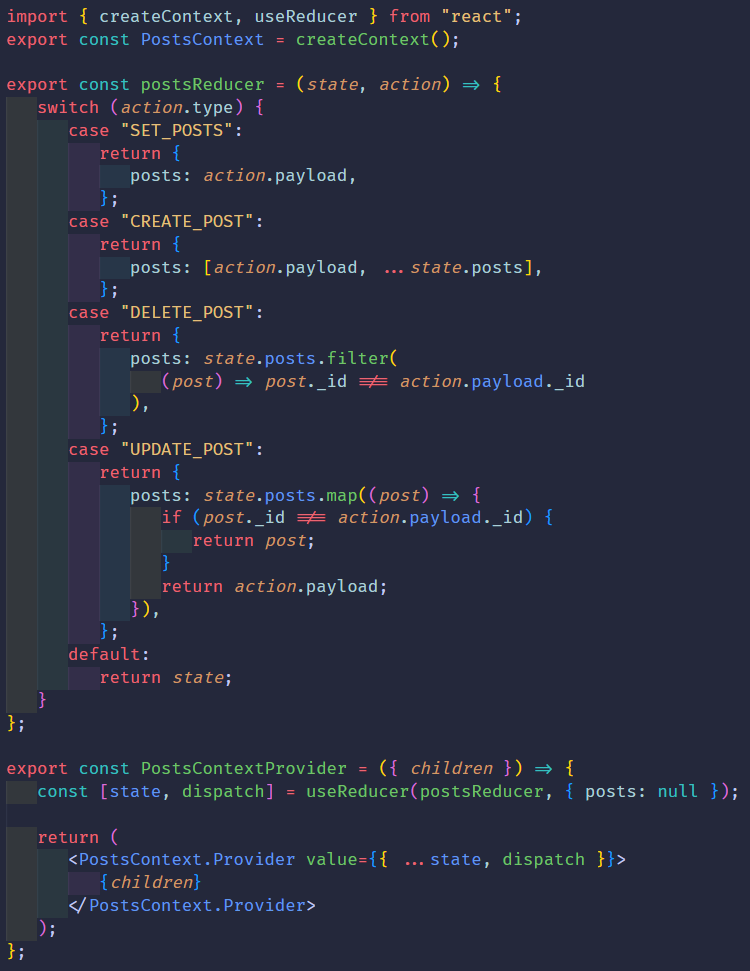 import { createContext, useReducer } from "react";
export const PostsContext = createContext();

export const postsReducer = (state, action) => {
   switch (action.type) {
      case "SET_POSTS":
         return {
            posts: action.payload,
         };
      case "CREATE_POST":
         return {
            posts: [action.payload, ...state.posts],
         };
      case "DELETE_POST":
         return {
            posts: state.posts.filter(
               (post) => post._id !== action.payload._id
            ),
         };
      case "UPDATE_POST":
         return {
            posts: state.posts.map((post) => {
               if (post._id !== action.payload._id) {
                  return post;
               }
               return action.payload;
            }),
         };
      default:
         return state;
   }
};

export const PostsContextProvider = ({ children }) => {
   const [state, dispatch] = useReducer(postsReducer, { posts: null });

   return (
      <PostsContext.Provider value={{ ...state, dispatch }}>
         {children}
      </PostsContext.Provider>
   );
};